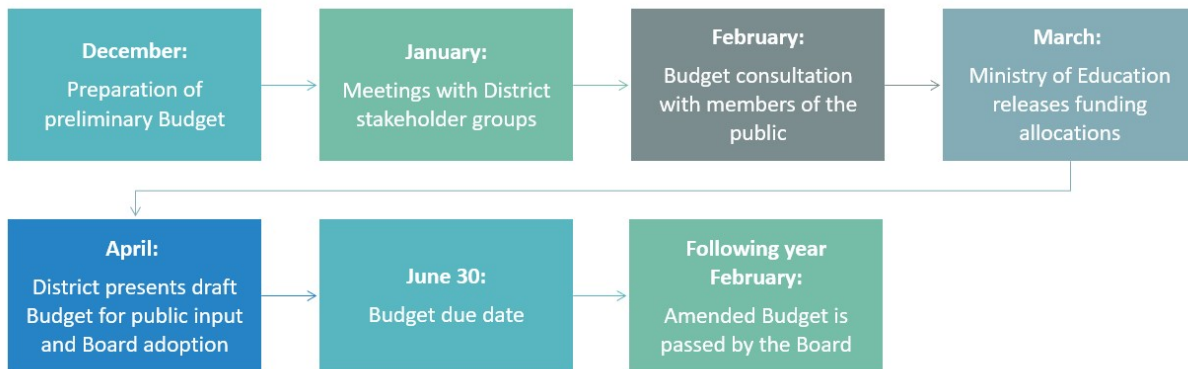 December:
Preparation of
preliminary Budget
January:
Meetings with District
stakeholder groups
February:
Budget consultation
with members of the
public
March:
Ministry of Education
releases funding
allocations
April:
District presents draft
Budget for public input
and Board adoption
June 30:
Budget due date
Following year
February:
Amended Budget is
passed by the Board